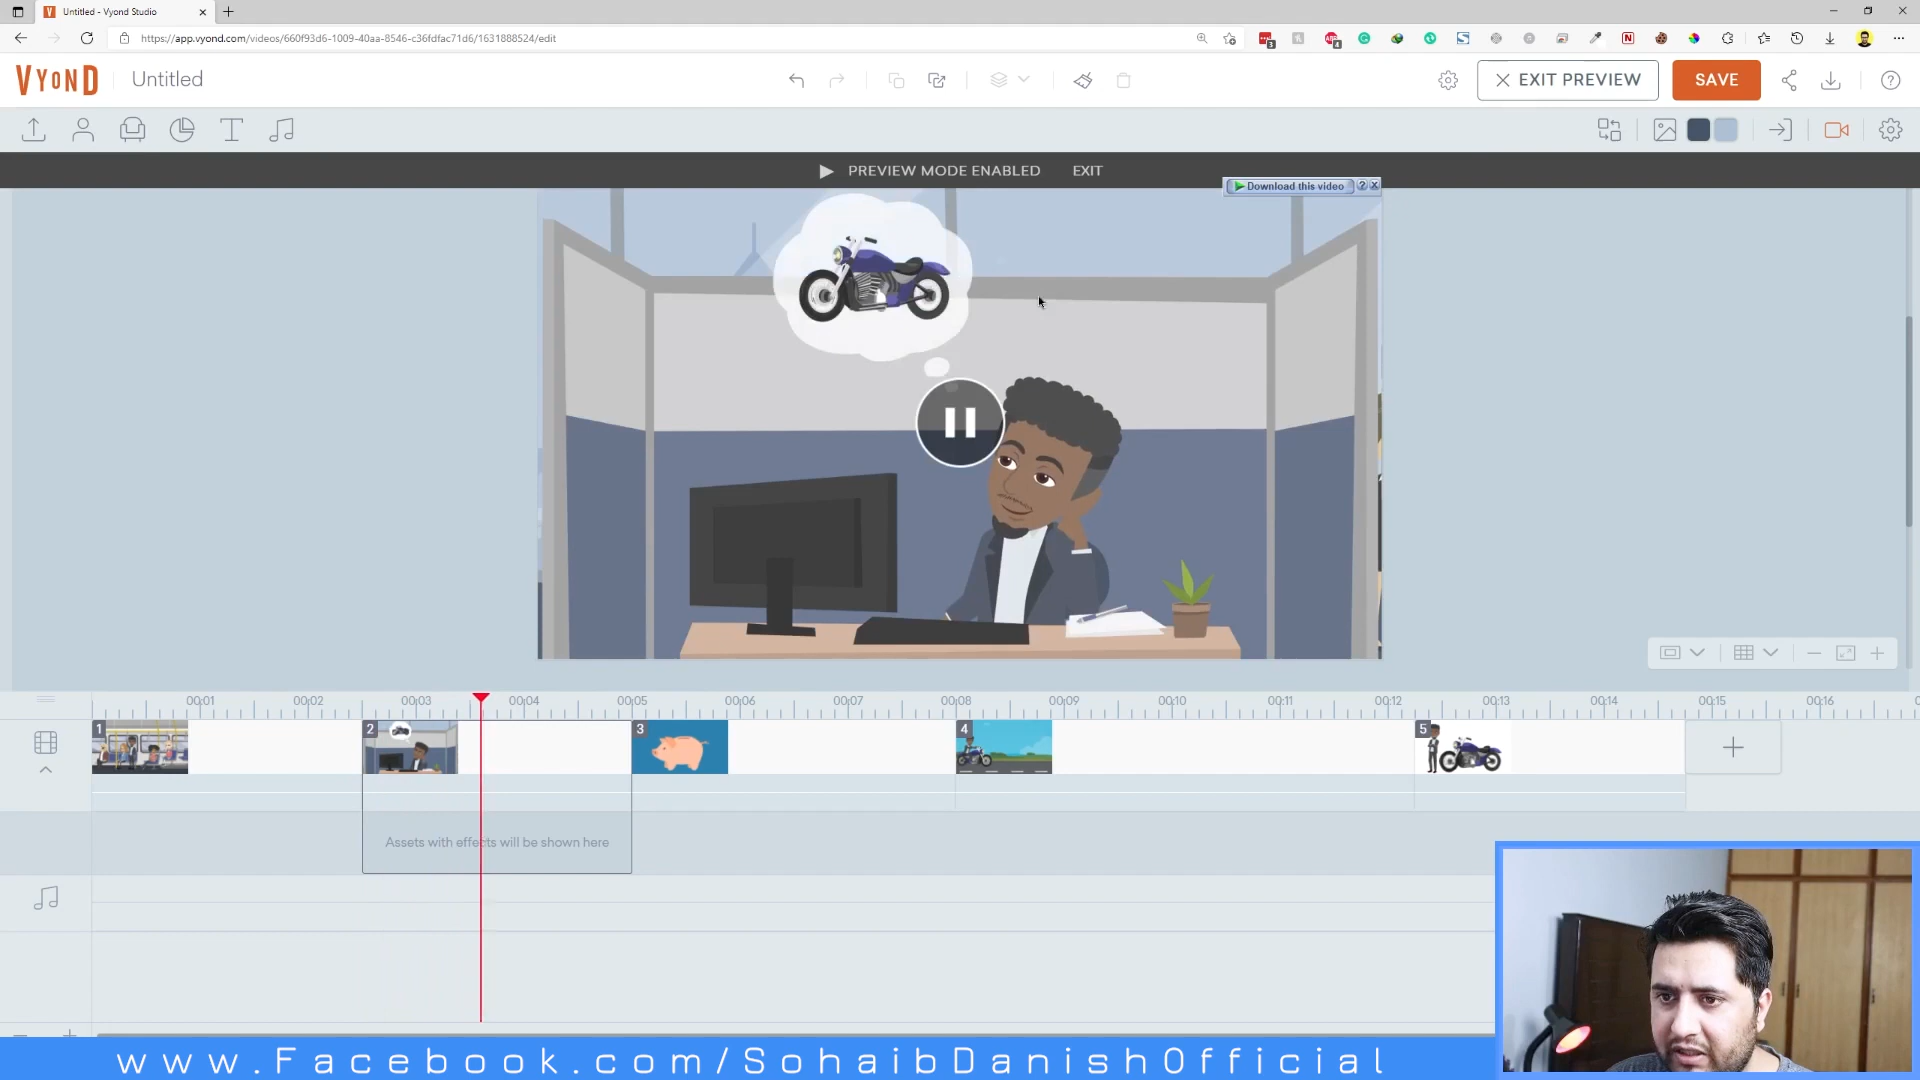 Untitled - Vyond Studio
https://app.vyond.com/videos/660f93d6-1009-40aa-8546-c36fdfac71d6/1631888524/edit
VYOND
Untitled
EXIT PREVIEW
SAVE
PREVIEW MODE ENABLED
EXIT
Download this video
00:01 00:02 00:03 00:04 00:05 00:06 00:07 00:08 00:09 00:10 00:11 00:12 00:13 00:14 00:15 00:16
1 2 3 4 5
Assets with effects will be shown here
www.Facebook.com/SohaibDanishOfficial